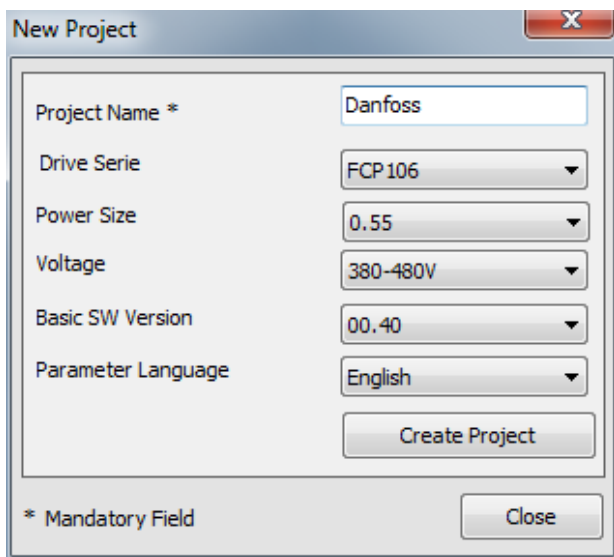 New Project
Project Name * Danfoss
Drive Serie FCP106
Power Size 0.55
Voltage 380-480V
Basic SW Version 00.40
Parameter Language English
Create Project
* Mandatory Field Close